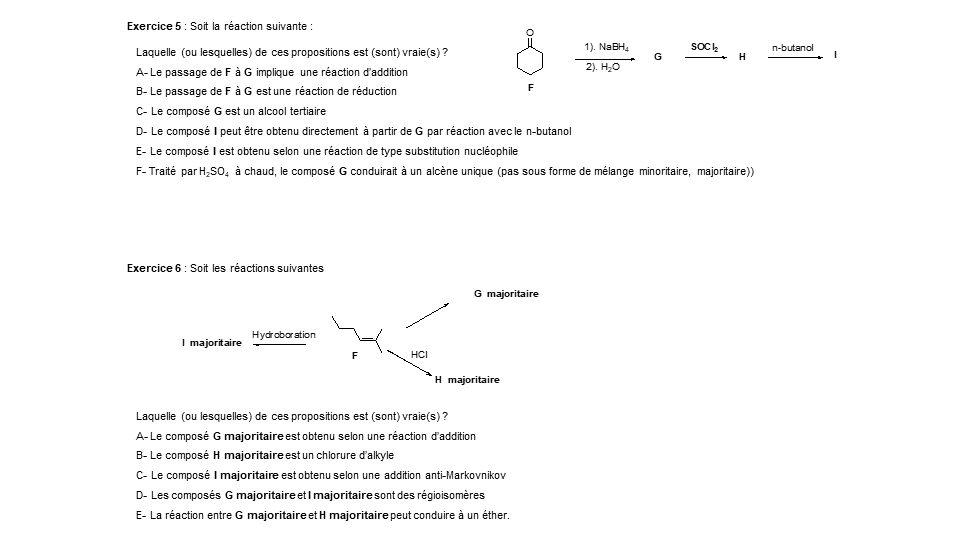 Exercice 5 : Soit la réaction suivante :
Laquelle (ou lesquelles) de ces propositions est (sont) vraie(s) ?
O
1). NaBH4
2). H2O
G
SOCl2
H
n-butanol
I
F
A- Le passage de F à G implique une réaction d'addition
B- Le passage de F à G est une réaction de réduction
C- Le composé G est un alcool tertiaire
D- Le composé I peut être obtenu directement à partir de G par réaction avec le n-butanol
E- Le composé I est obtenu selon une réaction de type substitution nucléophile
F- Traité par H2SO4 à chaud, le composé G conduirait à un alcène unique (pas sous forme de mélange minoritaire, majoritaire))
Exercice 6 : Soit les réactions suivantes
G majoritaire
I majoritaire
Hydroboration
F
HCl
H majoritaire
Laquelle (ou lesquelles) de ces propositions est (sont) vraie(s) ?
A- Le composé G majoritaire est obtenu selon une réaction d'addition
B- Le composé H majoritaire est un chlorure d'alkyle
C- Le composé I majoritaire est obtenu selon une addition anti-Markovnikov
D- Les composés G majoritaire et I majoritaire sont des régioisomères
E- La réaction entre G majoritaire et H majoritaire peut conduire à un éther.